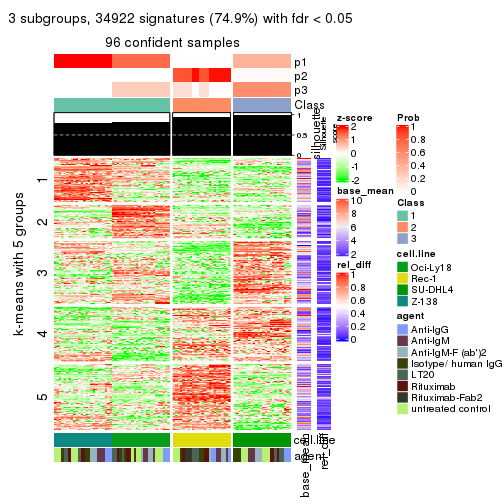 3 subgroups, 34922 signatures (74.9%) with fdr < 0.05
96 confident samples
p1
p2
p3
Class
1
0.5
0
silhouette
Silhouette
score
k-means with 5 groups
1
2
3
4
5
cell.line
agent
base_mean
rel_diff
z-score
2
1
0
-1
-2
base_mean
10
8
6
4
2
rel_diff
1
0.8
0.6
0.4
0.2
0
Prob
1
0.8
0.6
0.4
0.2
0
Class
1
2
3
cell.line
Oci-Ly18
Rec-1
SU-DHL4
Z-138
agent
Anti-IgG
Anti-IgM
Anti-IgM-F (ab')2
Isotype/ human IgG
LT20
Rituximab
Rituximab-Fab2
untreated control